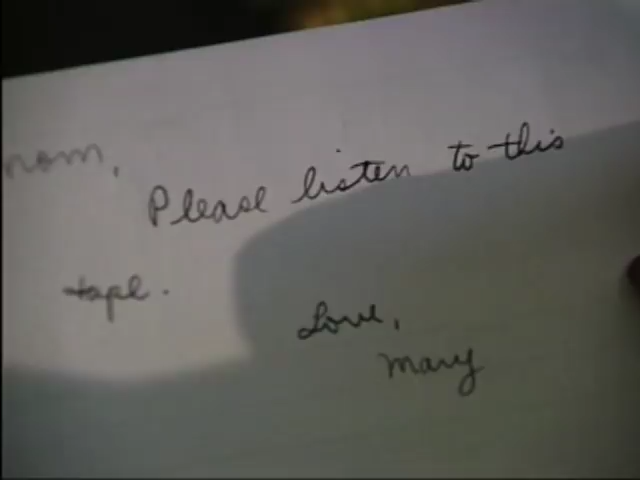 Mom,
Please listen to this
tape.
Love,
Mary